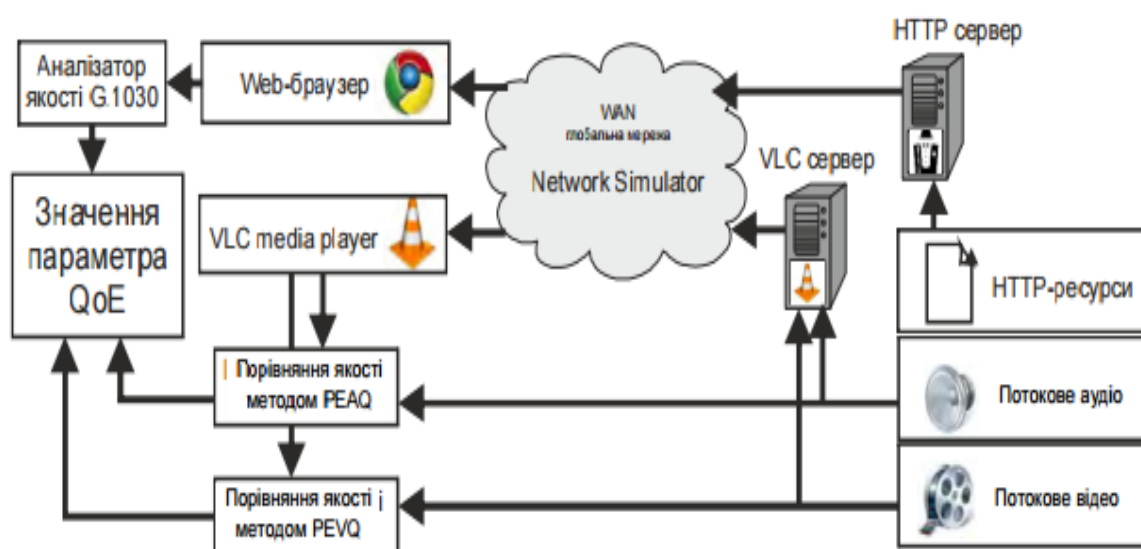 HTTP сервер
Аналізатор
якості G.1030
Web-браузер
WAN
глобальна мережа
Network Simulator
VLC сервер
Значення
параметра
QoE
VLC media player
HTTP-ресурси
Порівняння якості
методом PEAQ
Потокове аудіо
Порівняння якості
методом PEVQ
Потокове відео